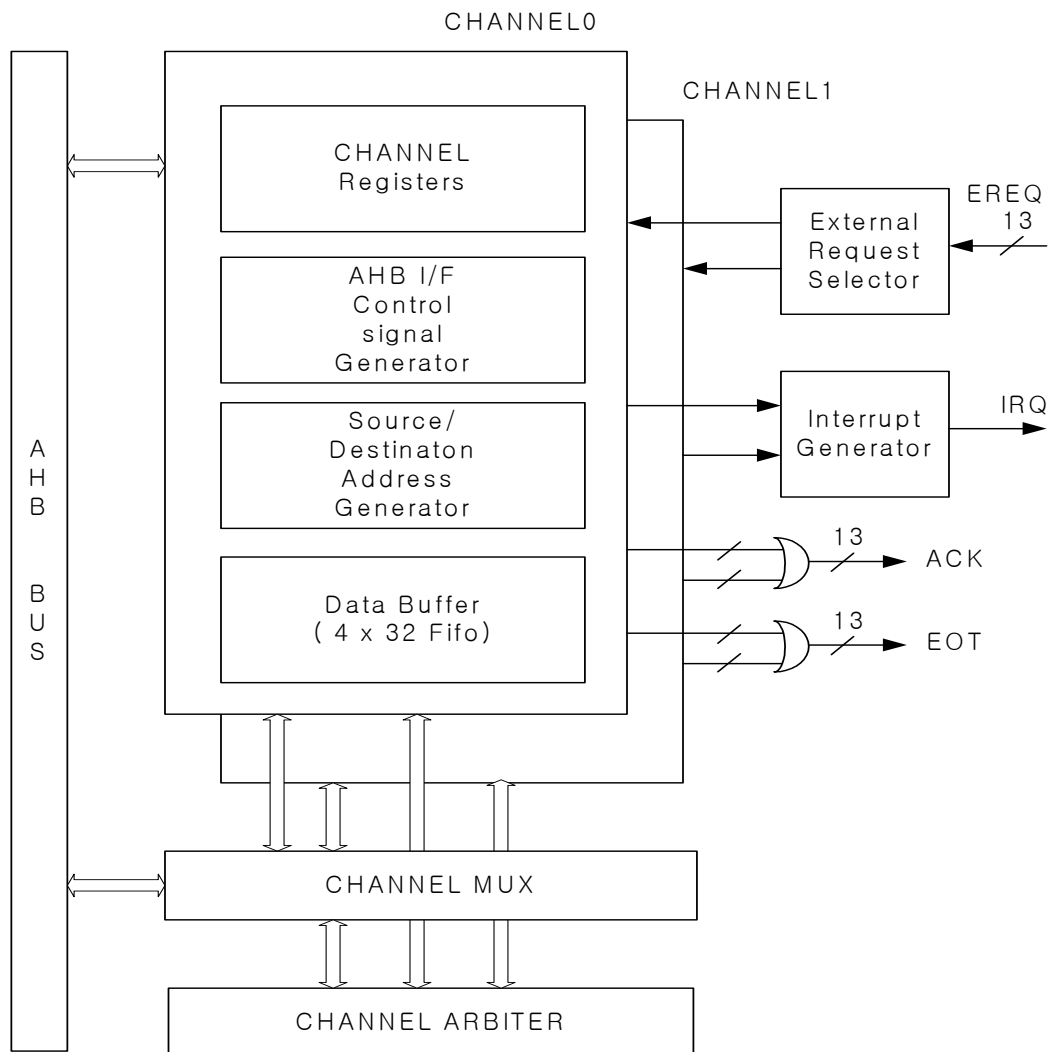 CHANNEL0
CHANNEL1
CHANNEL
Registers
AHB I/F
Control
signal
Generator
Source/
Destinaton
Address
Generator
Data Buffer
( 4 x 32 Fifo)
External
Request
Selector
EREQ
13
Interrupt
Generator
IRQ
13
ACK
13
EOT
A
H
B
B
U
S
CHANNEL MUX
CHANNEL ARBITER